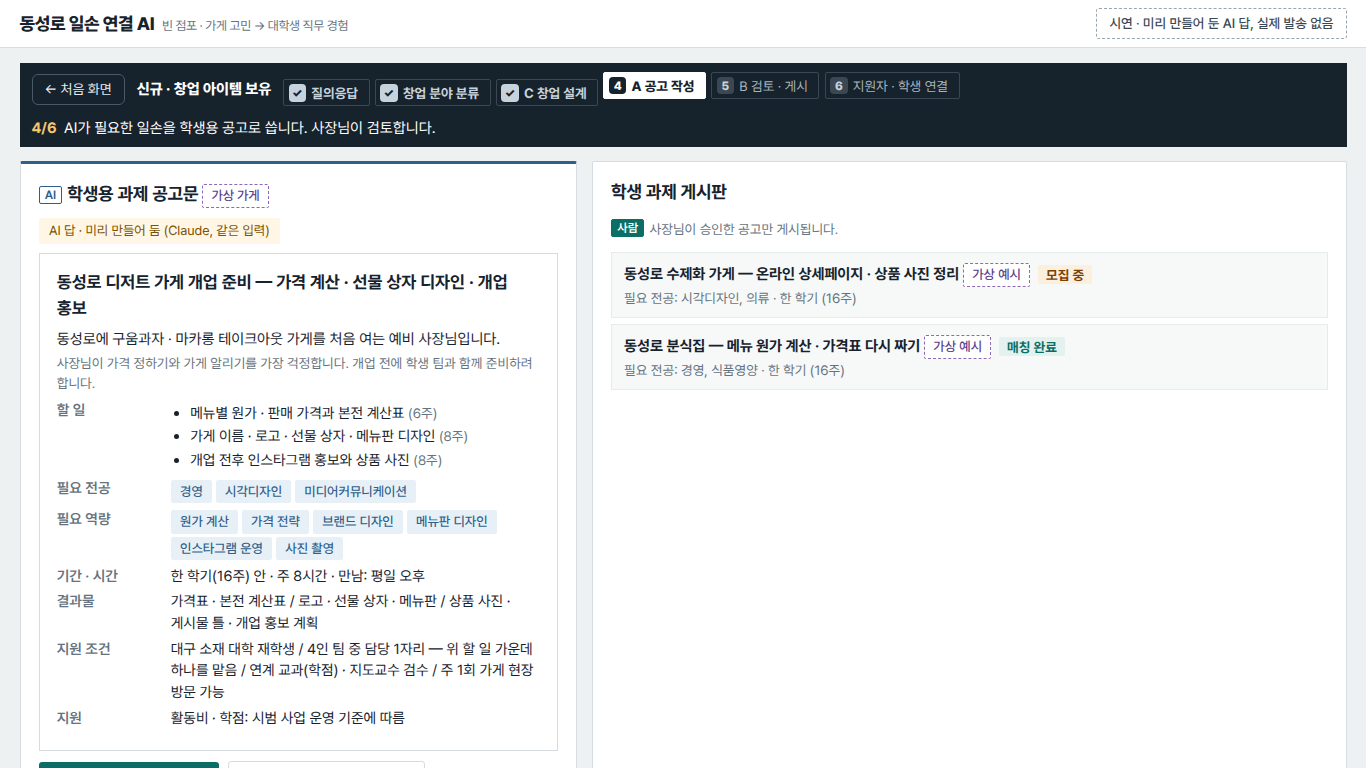 동성로 일손 연결 AI 빈 점포 · 가게 고민 → 대학생 직무 경험
시연 · 미리 만들어 둔 AI 답, 실제 발송 없음
← 처음 화면 신규 · 창업 아이템 보유 ✓ 질의응답 ✓ 창업 분야 분류 ✓ C 창업 설계 4 A 공고 작성 5 B 검토 · 게시 6 지원자 · 학생 연결
4/6 AI가 필요한 일손을 학생용 공고로 씁니다. 사장님이 검토합니다.
AI 학생용 과제 공고문 가상 가게
AI 답 · 미리 만들어 둠 (Claude, 같은 입력)
동성로 디저트 가게 개업 준비 — 가격 계산 · 선물 상자 디자인 · 개업
홍보
동성로에 구움과자 · 마카롱 테이크아웃 가게를 처음 여는 예비 사장님입니다.
사장님이 가격 정하기와 가게 알리기를 가장 걱정합니다. 개업 전에 학생 팀과 함께 준비하려
합니다.
할 일
• 메뉴별 원가 · 판매 가격과 본전 계산표 (6주)
• 가게 이름 · 로고 · 선물 상자 · 메뉴판 디자인 (8주)
• 개업 전후 인스타그램 홍보와 상품 사진 (8주)
필요 전공 경영 시각디자인 미디어커뮤니케이션
필요 역량 원가 계산 가격 전략 브랜드 디자인 메뉴판 디자인
인스타그램 운영 사진 촬영
기간 · 시간 한 학기(16주) 안 · 주 8시간 · 만남: 평일 오후
결과물 가격표 · 본전 계산표 / 로고 · 선물 상자 · 메뉴판 / 상품 사진 ·
게시물 틀 · 개업 홍보 계획
지원 조건 대구 소재 대학 재학생 / 4인 팀 중 담당 1자리 — 위 할 일 가운데
하나를 맡음 / 연계 교과(학점) · 지도교수 검수 / 주 1회 가게 현장
방문 가능
지원 활동비 · 학점: 시범 사업 운영 기준에 따름
학생 과제 게시판
사람 사장님이 승인한 공고만 게시됩니다.
동성로 수제화 가게 — 온라인 상세페이지 · 상품 사진 정리 가상 예시 모집 중
필요 전공: 시각디자인, 의류 · 한 학기 (16주)
동성로 분식집 — 메뉴 원가 계산 · 가격표 다시 짜기 가상 예시 매칭 완료
필요 전공: 경영, 식품영양 · 한 학기 (16주)